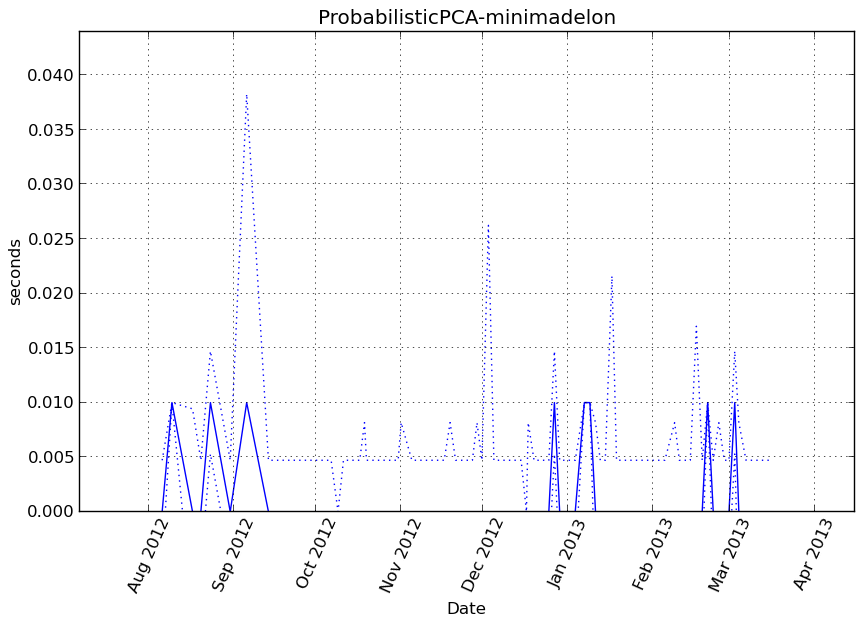 ProbabilisticPCA-minimadelon
0.040
0.035
0.030
0.025
0.020
0.015
0.010
0.005
0.000
seconds
Aug 2012
Sep 2012
Oct 2012
Nov 2012
Dec 2012
Jan 2013
Feb 2013
Mar 2013
Apr 2013
Date